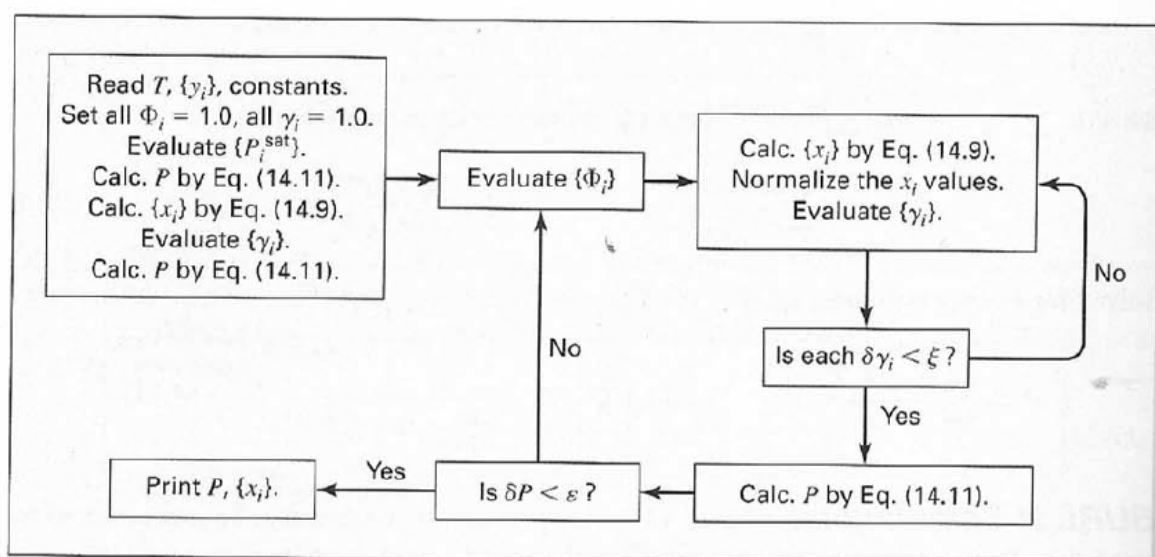 Read T, {yᵢ}, constants.
Set all Φᵢ = 1.0, all γᵢ = 1.0.
Evaluate {Pᵢˢᵃᵗ}.
Calc. P by Eq. (14.11).
Calc. {xᵢ} by Eq. (14.9).
Evaluate {γᵢ}.
Calc. P by Eq. (14.11).
Evaluate {Φᵢ}
Calc. {xᵢ} by Eq. (14.9).
Normalize the xᵢ values.
Evaluate {γᵢ}.
No
Is each δγᵢ < ξ?
Yes
Calc. P by Eq. (14.11).
Is δP < ε?
No
Yes
Print P, {xᵢ}.